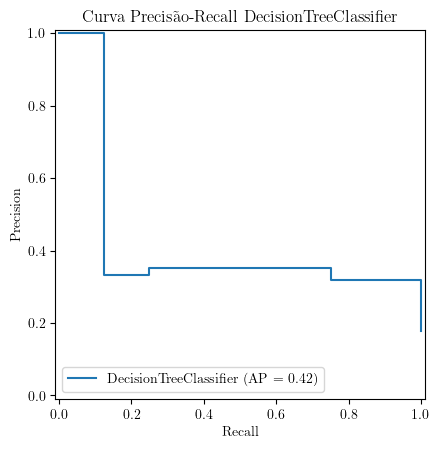 Curva Precisão-Recall DecisionTreeClassifier
1.0
0.8
0.6
0.4
0.2
0.0
Precision
DecisionTreeClassifier (AP = 0.42)
0.0 0.2 0.4 0.6 0.8 1.0
Recall